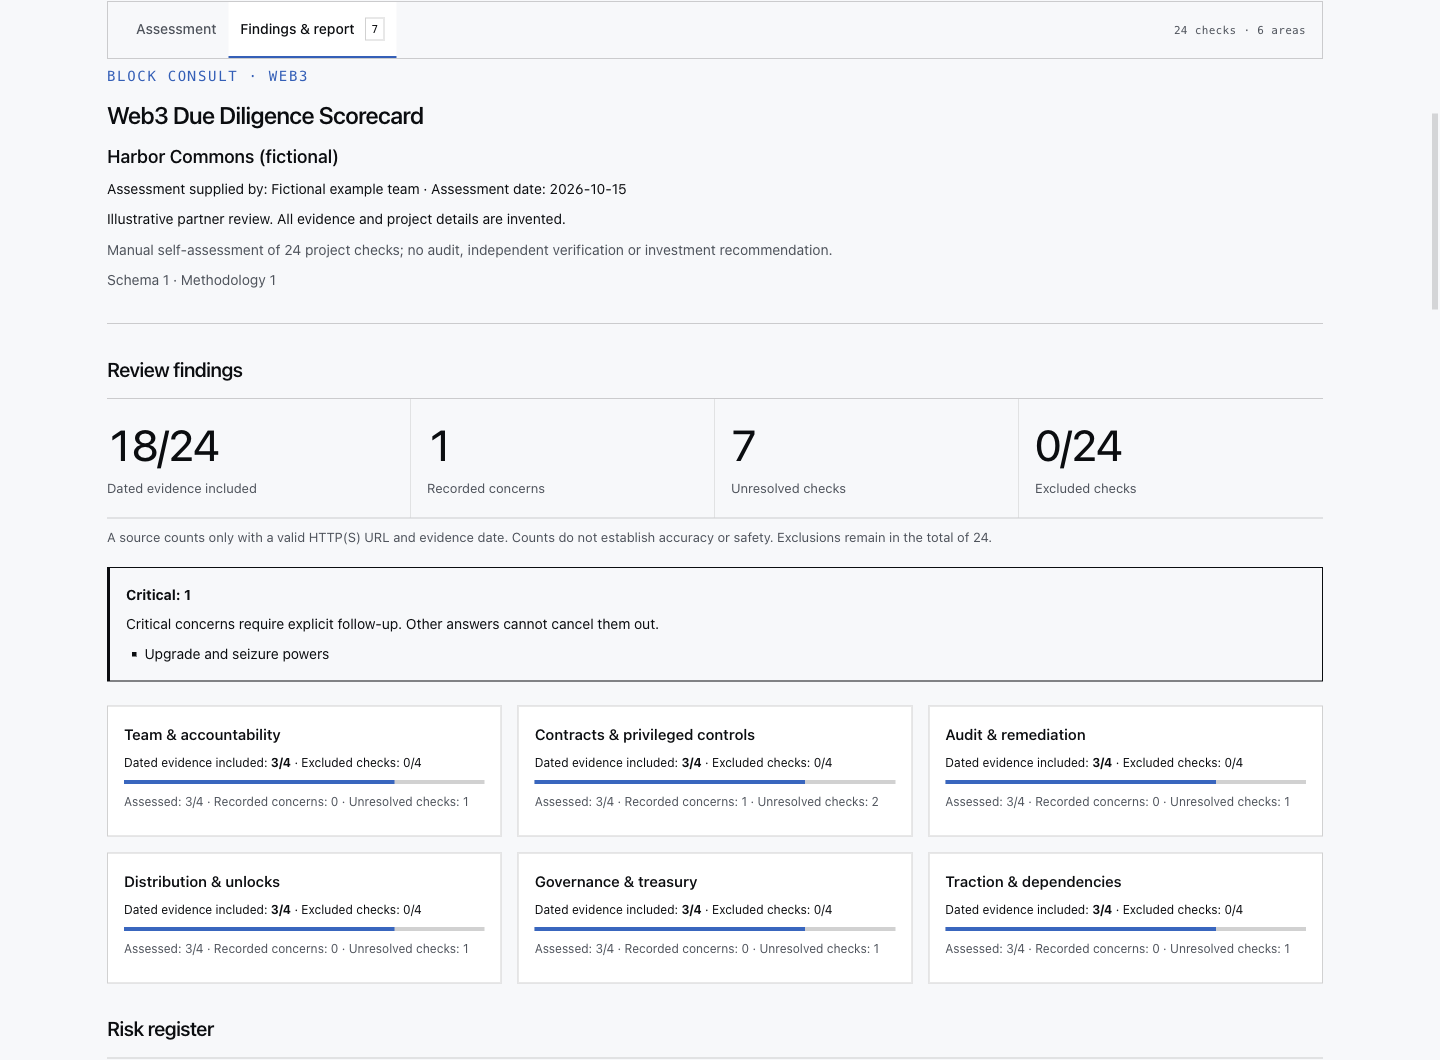 Assessment
Findings & report 7
24 checks · 6 areas
BLOCK CONSULT · WEB3
Web3 Due Diligence Scorecard
Harbor Commons (fictional)
Assessment supplied by: Fictional example team · Assessment date: 2026-10-15
Illustrative partner review. All evidence and project details are invented.
Manual self-assessment of 24 project checks; no audit, independent verification or investment recommendation.
Schema 1 · Methodology 1
Review findings
18/24
Dated evidence included
1
Recorded concerns
7
Unresolved checks
0/24
Excluded checks
A source counts only with a valid HTTP(S) URL and evidence date. Counts do not establish accuracy or safety. Exclusions remain in the total of 24.
Critical: 1
Critical concerns require explicit follow-up. Other answers cannot cancel them out.
▪ Upgrade and seizure powers
Team & accountability
Dated evidence included: 3/4 · Excluded checks: 0/4
Assessed: 3/4 · Recorded concerns: 0 · Unresolved checks: 1
Contracts & privileged controls
Dated evidence included: 3/4 · Excluded checks: 0/4
Assessed: 3/4 · Recorded concerns: 1 · Unresolved checks: 2
Audit & remediation
Dated evidence included: 3/4 · Excluded checks: 0/4
Assessed: 3/4 · Recorded concerns: 0 · Unresolved checks: 1
Distribution & unlocks
Dated evidence included: 3/4 · Excluded checks: 0/4
Assessed: 3/4 · Recorded concerns: 0 · Unresolved checks: 1
Governance & treasury
Dated evidence included: 3/4 · Excluded checks: 0/4
Assessed: 3/4 · Recorded concerns: 0 · Unresolved checks: 1
Traction & dependencies
Dated evidence included: 3/4 · Excluded checks: 0/4
Assessed: 3/4 · Recorded concerns: 0 · Unresolved checks: 1
Risk register